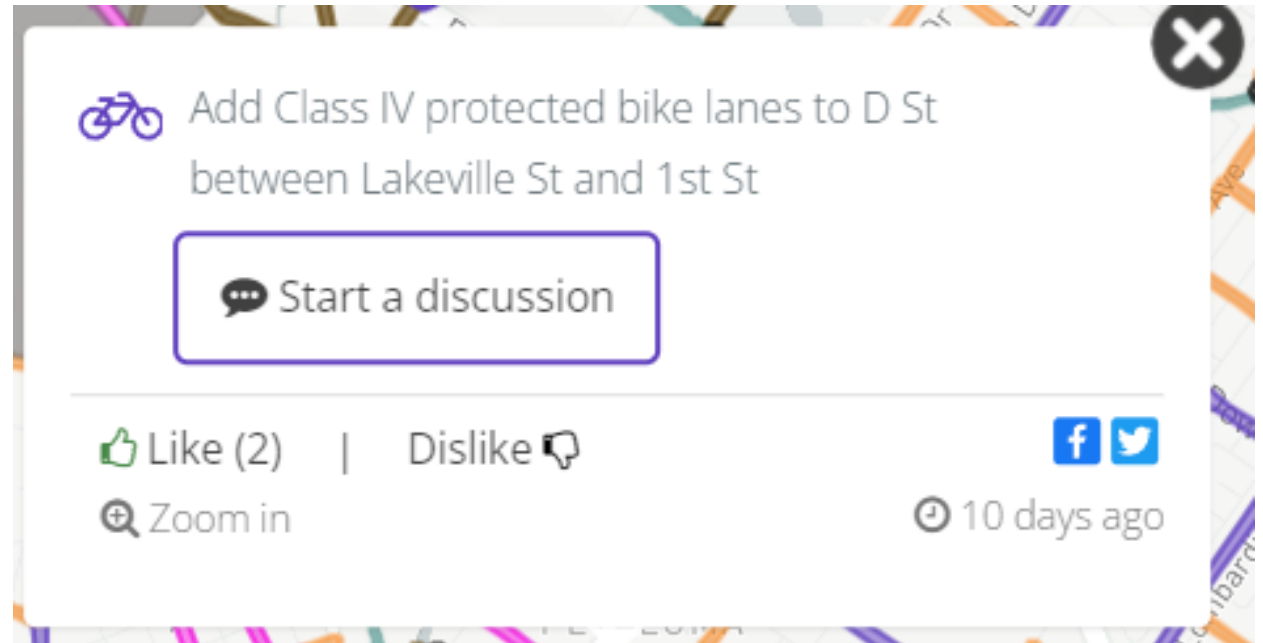 Add Class IV protected bike lanes to D St
between Lakeville St and 1st St
Start a discussion
Like (2) | Dislike
Zoom in
10 days ago
Ave